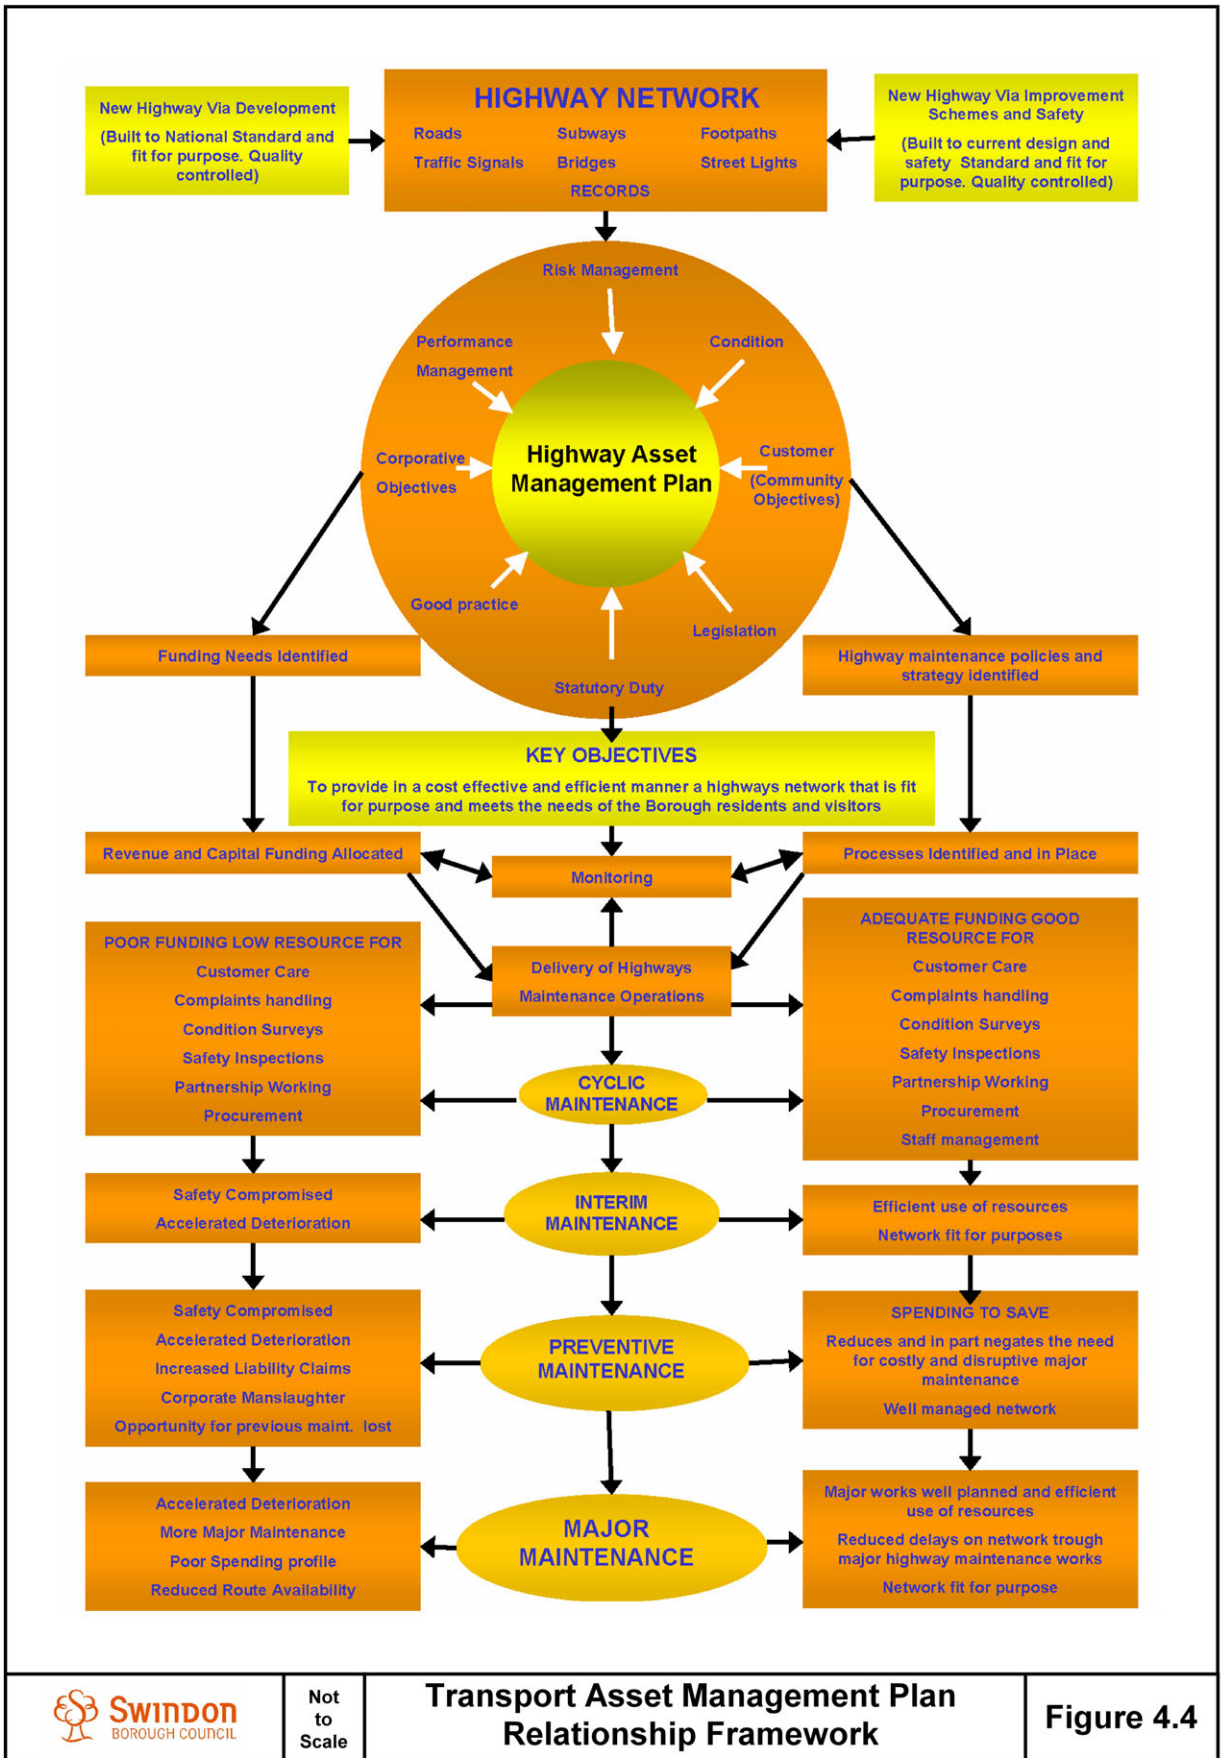 New Highway Via Development
(Built to National Standard and
fit for purpose. Quality
controlled)
HIGHWAY NETWORK
Roads Subways Footpaths
Traffic Signals Bridges Street Lights
RECORDS
New Highway Via Improvement
Schemes and Safety
(Built to current design and
safety Standard and fit for
purpose. Quality controlled)
Risk Management
Performance
Management
Condition
Corporative
Objectives
Highway Asset
Management Plan
Customer
(Community
Objectives)
Good practice
Legislation
Statutory Duty
Funding Needs Identified
Highway maintenance policies and
strategy identified
KEY OBJECTIVES
To provide in a cost effective and efficient manner a highways network that is fit
for purpose and meets the needs of the Borough residents and visitors
Revenue and Capital Funding Allocated
Monitoring
Processes Identified and in Place
POOR FUNDING LOW RESOURCE FOR
Customer Care
Complaints handling
Condition Surveys
Safety Inspections
Partnership Working
Procurement
Delivery of Highways
Maintenance Operations
ADEQUATE FUNDING GOOD
RESOURCE FOR
Customer Care
Complaints handling
Condition Surveys
Safety Inspections
Partnership Working
Procurement
Staff management
CYCLIC
MAINTENANCE
Safety Compromised
Accelerated Deterioration
INTERIM
MAINTENANCE
Efficient use of resources
Network fit for purposes
Safety Compromised
Accelerated Deterioration
Increased Liability Claims
Corporate Manslaughter
Opportunity for previous maint. lost
PREVENTIVE
MAINTENANCE
SPENDING TO SAVE
Reduces and in part negates the need
for costly and disruptive major
maintenance
Well managed network
Accelerated Deterioration
More Major Maintenance
Poor Spending profile
Reduced Route Availability
MAJOR
MAINTENANCE
Major works well planned and efficient
use of resources
Reduced delays on network trough
major highway maintenance works
Network fit for purpose
SWINDON
BOROUGH COUNCIL
Not
to
Scale
Transport Asset Management Plan
Relationship Framework
Figure 4.4